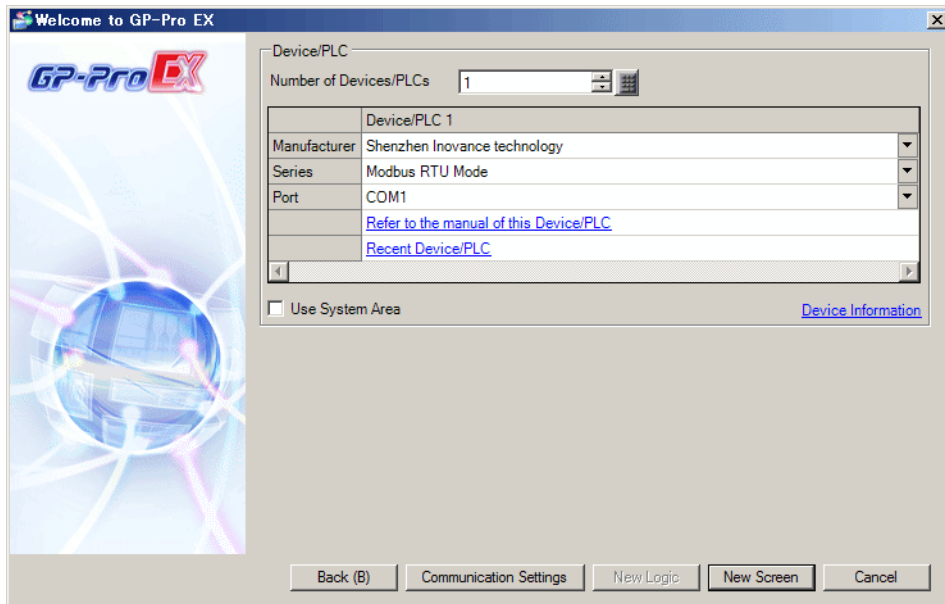 Welcome to GP-Pro EX
GP-Pro EX
Device/PLC
Number of Devices/PLCs 1
Device/PLC 1
Manufacturer Shenzhen Inovance technology
Series Modbus RTU Mode
Port COM1
Refer to the manual of this Device/PLC
Recent Device/PLC
Use System Area Device Information
Back (B) Communication Settings New Logic New Screen Cancel